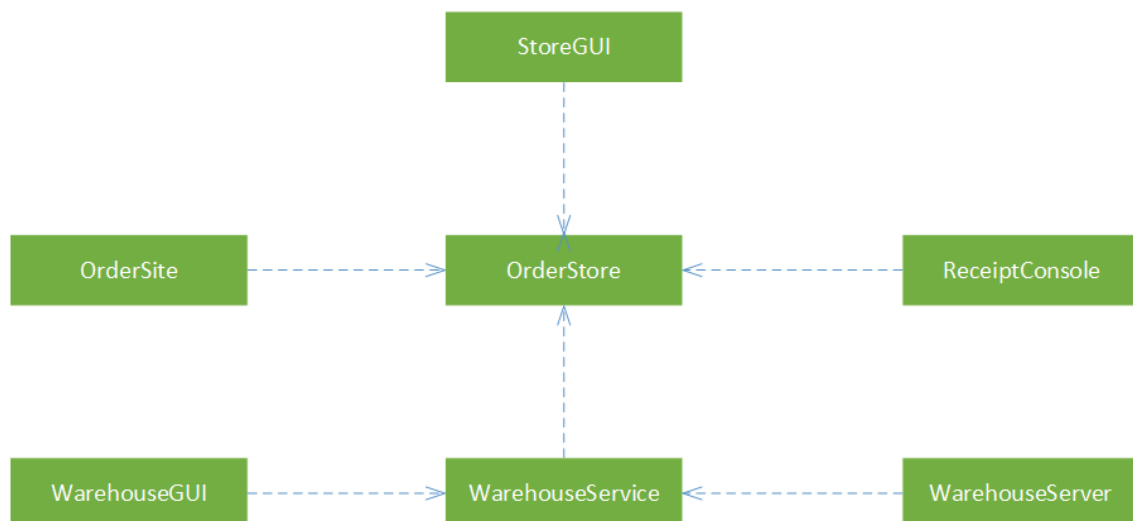 StoreGUI
OrderSite
OrderStore
ReceiptConsole
WarehouseGUI
WarehouseService
WarehouseServer